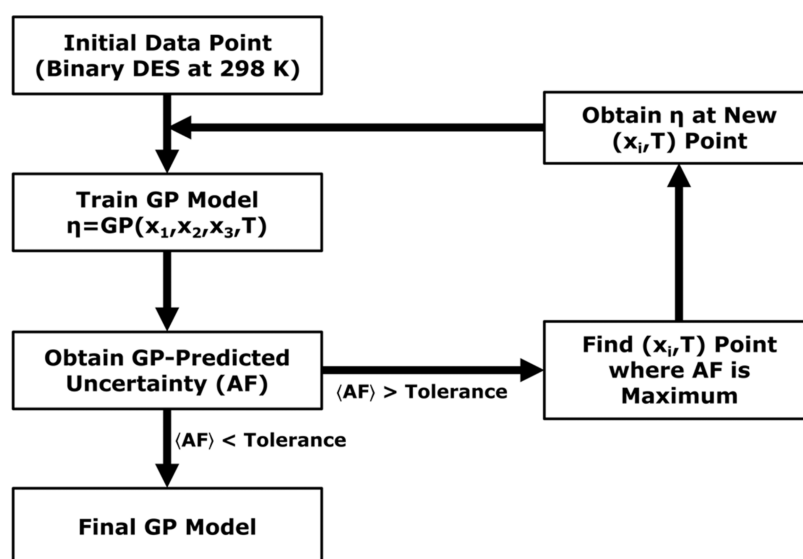 Initial Data Point
(Binary DES at 298 K)
Obtain η at New
(xᵢ,T) Point
Train GP Model
η=GP(x₁,x₂,x₃,T)
Obtain GP-Predicted
Uncertainty (AF)
⟨AF⟩ > Tolerance
Find (xᵢ,T) Point
where AF is
Maximum
⟨AF⟩ < Tolerance
Final GP Model